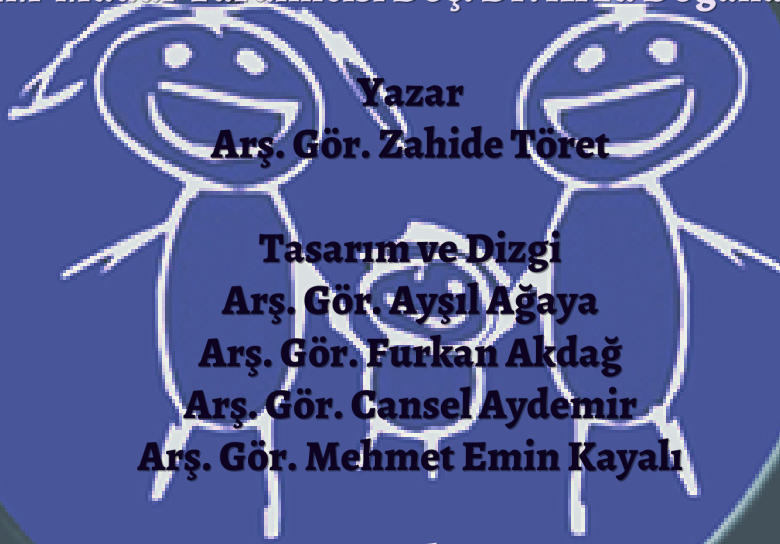 Yazar
Arş. Gör. Zahide Töret
Tasarım ve Dizgi
Arş. Gör. Ayşıl Ağaya
Arş. Gör. Furkan Akdağ
Arş. Gör. Cansel Aydemir
Arş. Gör. Mehmet Emin Kayalı